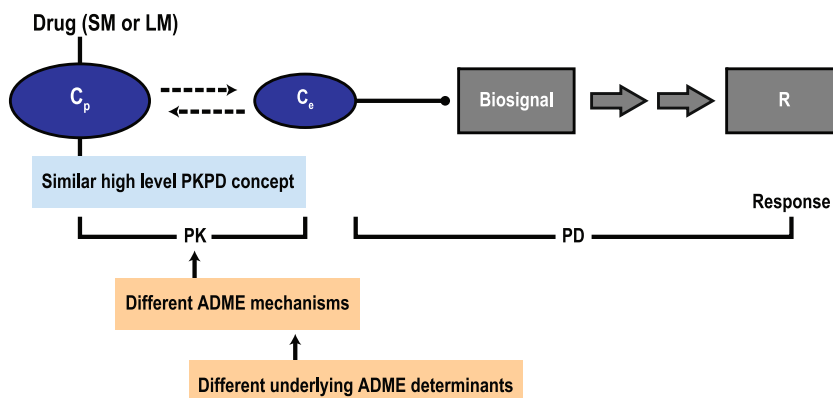 Drug (SM or LM)
Cp
Ce
Biosignal
R
Similar high level PKPD concept
Response
PK
PD
Different ADME mechanisms
Different underlying ADME determinants